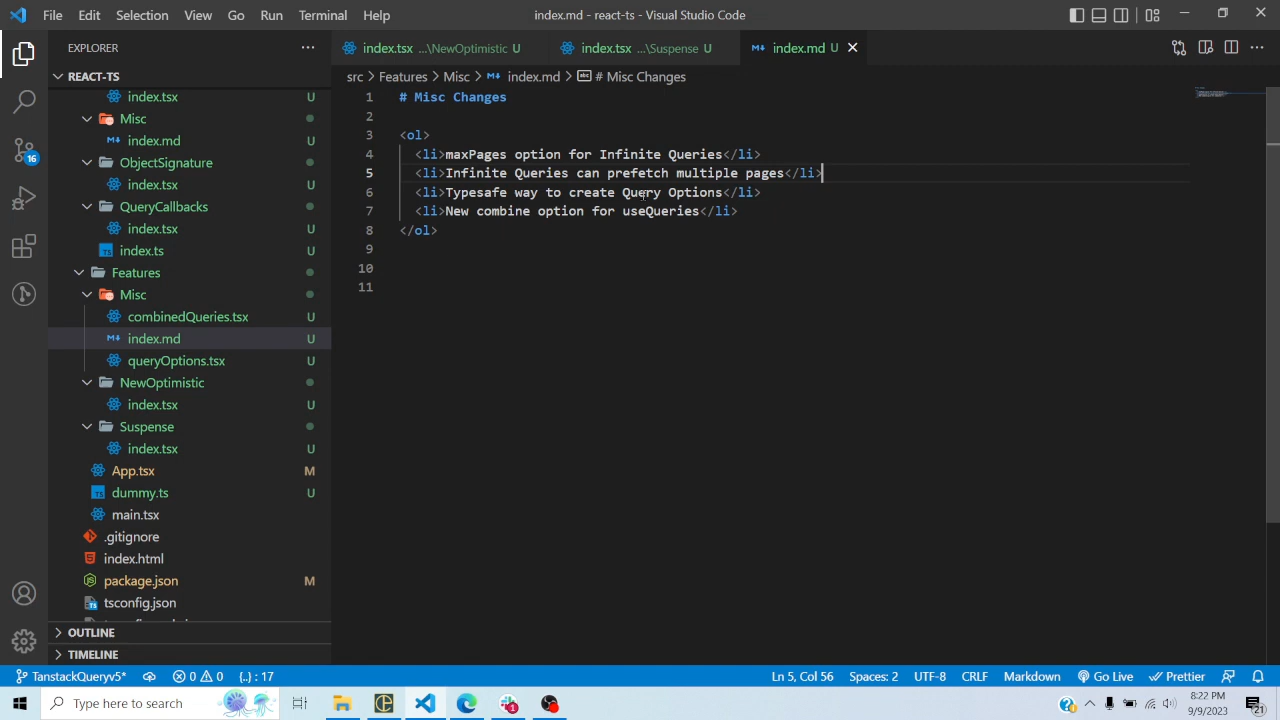 File Edit Selection View Go Run Terminal Help
index.md - react-ts - Visual Studio Code
EXPLORER
REACT-TS
index.tsx U
Misc
index.md U
ObjectSignature
index.tsx U
QueryCallbacks
index.tsx U
index.ts U
Features
Misc
combinedQueries.tsx U
index.md U
queryOptions.tsx U
NewOptimistic
index.tsx U
Suspense
index.tsx U
App.tsx M
dummy.ts U
main.tsx
.gitignore
index.html
package.json M
tsconfig.json
OUTLINE
TIMELINE
16
index.tsx ...\NewOptimistic U
index.tsx ...\Suspense U
index.md U
src > Features > Misc > index.md > # Misc Changes
1 # Misc Changes
2
3 <ol>
4 <li>maxPages option for Infinite Queries</li>
5 <li>Infinite Queries can prefetch multiple pages</li>
6 <li>Typesafe way to create Query Options</li>
7 <li>New combine option for useQueries</li>
8 </ol>
9
10
11
TanstackQueryv5* 0 0 {..} : 17
Ln 5, Col 56 Spaces: 2 UTF-8 CRLF Markdown Go Live Prettier
Type here to search
8:22 PM
9/9/2023
21